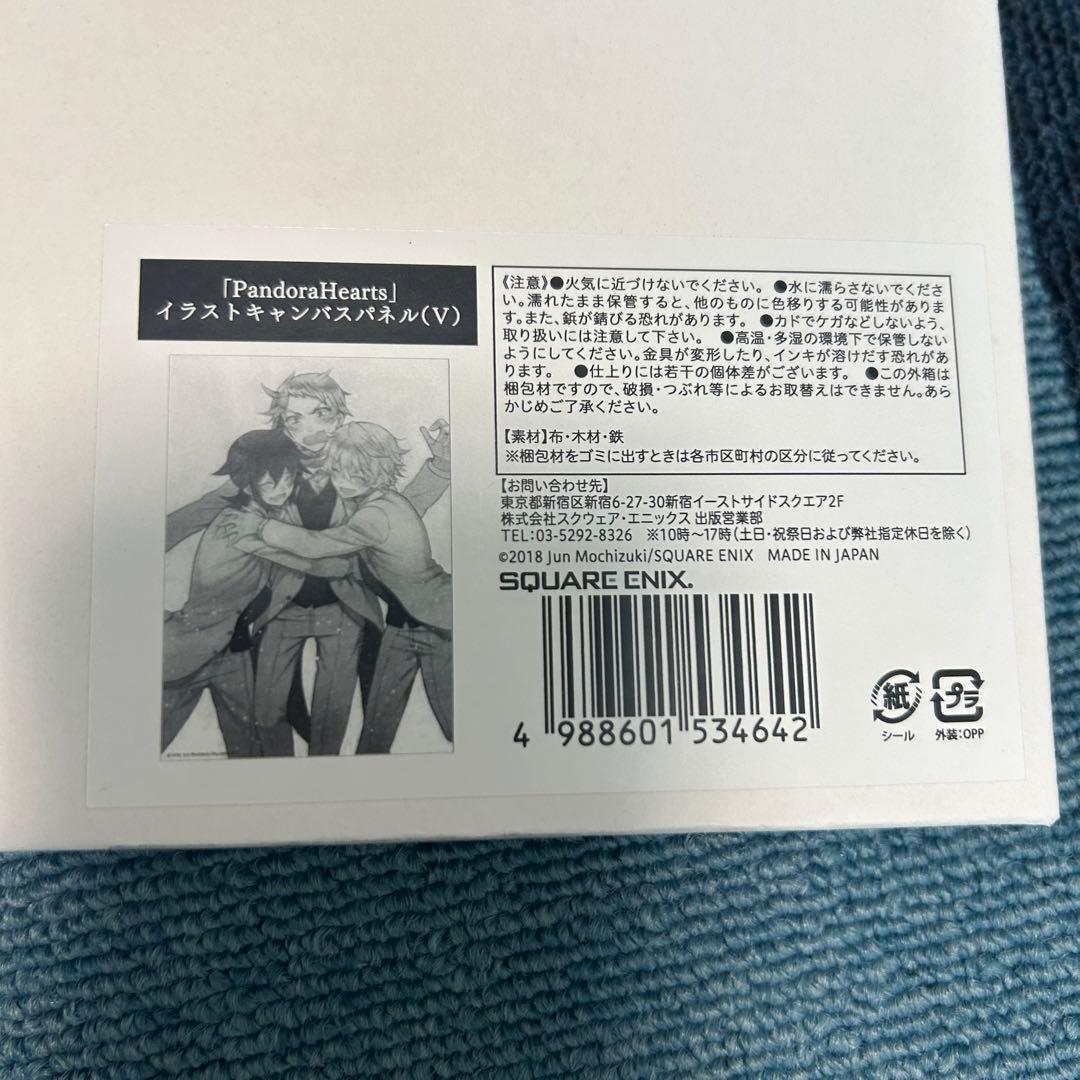 「PandoraHearts」
イラストキャンバスパネル(V)
《注意》●火気に近づけないでください。 ●水に濡らさないでくださ
い。濡れたまま保管すると、他のものに色移りする可能性がありま
す。また、鋲が錆びる恐れがあります。 ●カドでケガなどしないよう、
取り扱いには注意して下さい。 ●高温・多湿の環境下で保管しない
ようにしてください。金具が変形したり、インキが溶けだす恐れがあ
ります。 ●仕上りには若干の個体差がございます。 ●この外箱は
梱包材ですので、破損・つぶれ等によるお取替えはできません。あら
かじめご了承ください。
【素材】布・木材・鉄
※梱包材をゴミに出すときは各市区町村の区分に従ってください。
【お問い合わせ先】
東京都新宿区新宿6-27-30新宿イーストサイドスクエア2F
株式会社スクウェア・エニックス 出版営業部
TEL:03-5292-8326 ※10時〜17時(土日・祝祭日および弊社指定休日を除く)
©2018 Jun Mochizuki/SQUARE ENIX MADE IN JAPAN
SQUARE ENIX.
4 988601 534642
紙
シール
プラ
外装:OPP